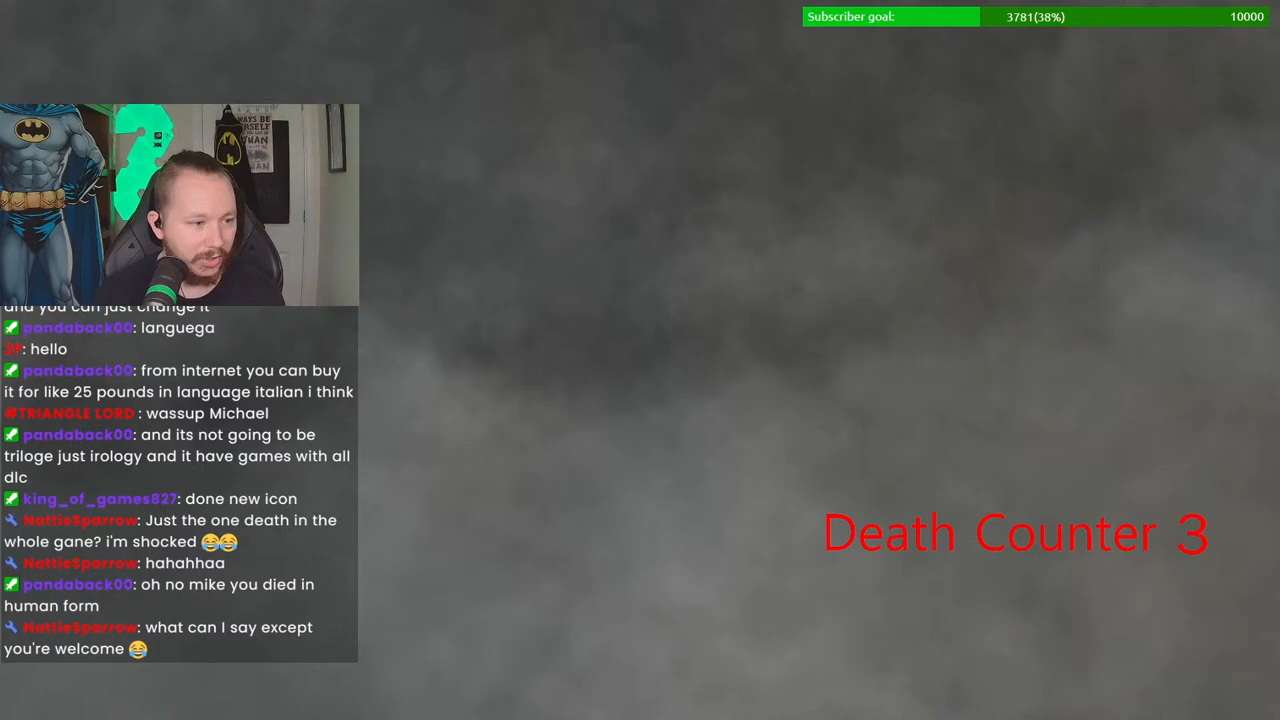 Subscriber goal: 3781(38%) 10000
WAYS BE
and you can just change it
pandaback00: languega
2P: hello
pandaback00: from internet you can buy
it for like 25 pounds in language italian i think
#TRIANGLE LORD : wassup Michael
pandaback00: and its not going to be
triloge just irology and it have games with all
dlc
king_of_games827: done new icon
NattieSparrow: Just the one death in the
whole gane? i'm shocked 😂😂
NattieSparrow: hahahhaa
pandaback00: oh no mike you died in
human form
NattieSparrow: what can I say except
you're welcome 😂
Death Counter 3